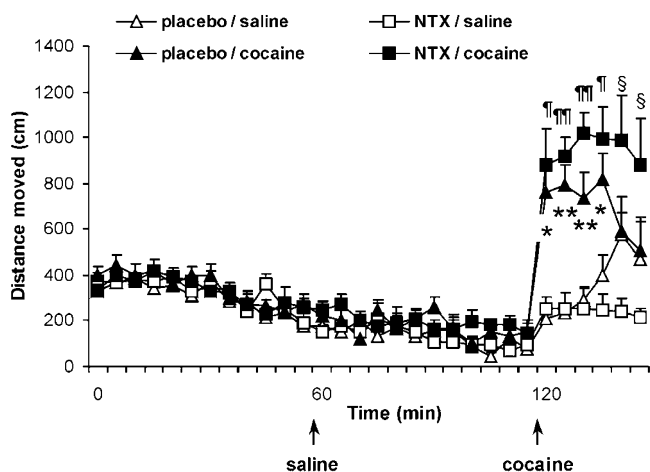 placebo / saline NTX / saline
placebo / cocaine NTX / cocaine
1400
1200
1000
800
600
400
200
0
Distance moved (cm)
¶ ¶¶ ¶¶ ¶ § §
* ** ** *
0 60 120
Time (min)
saline cocaine